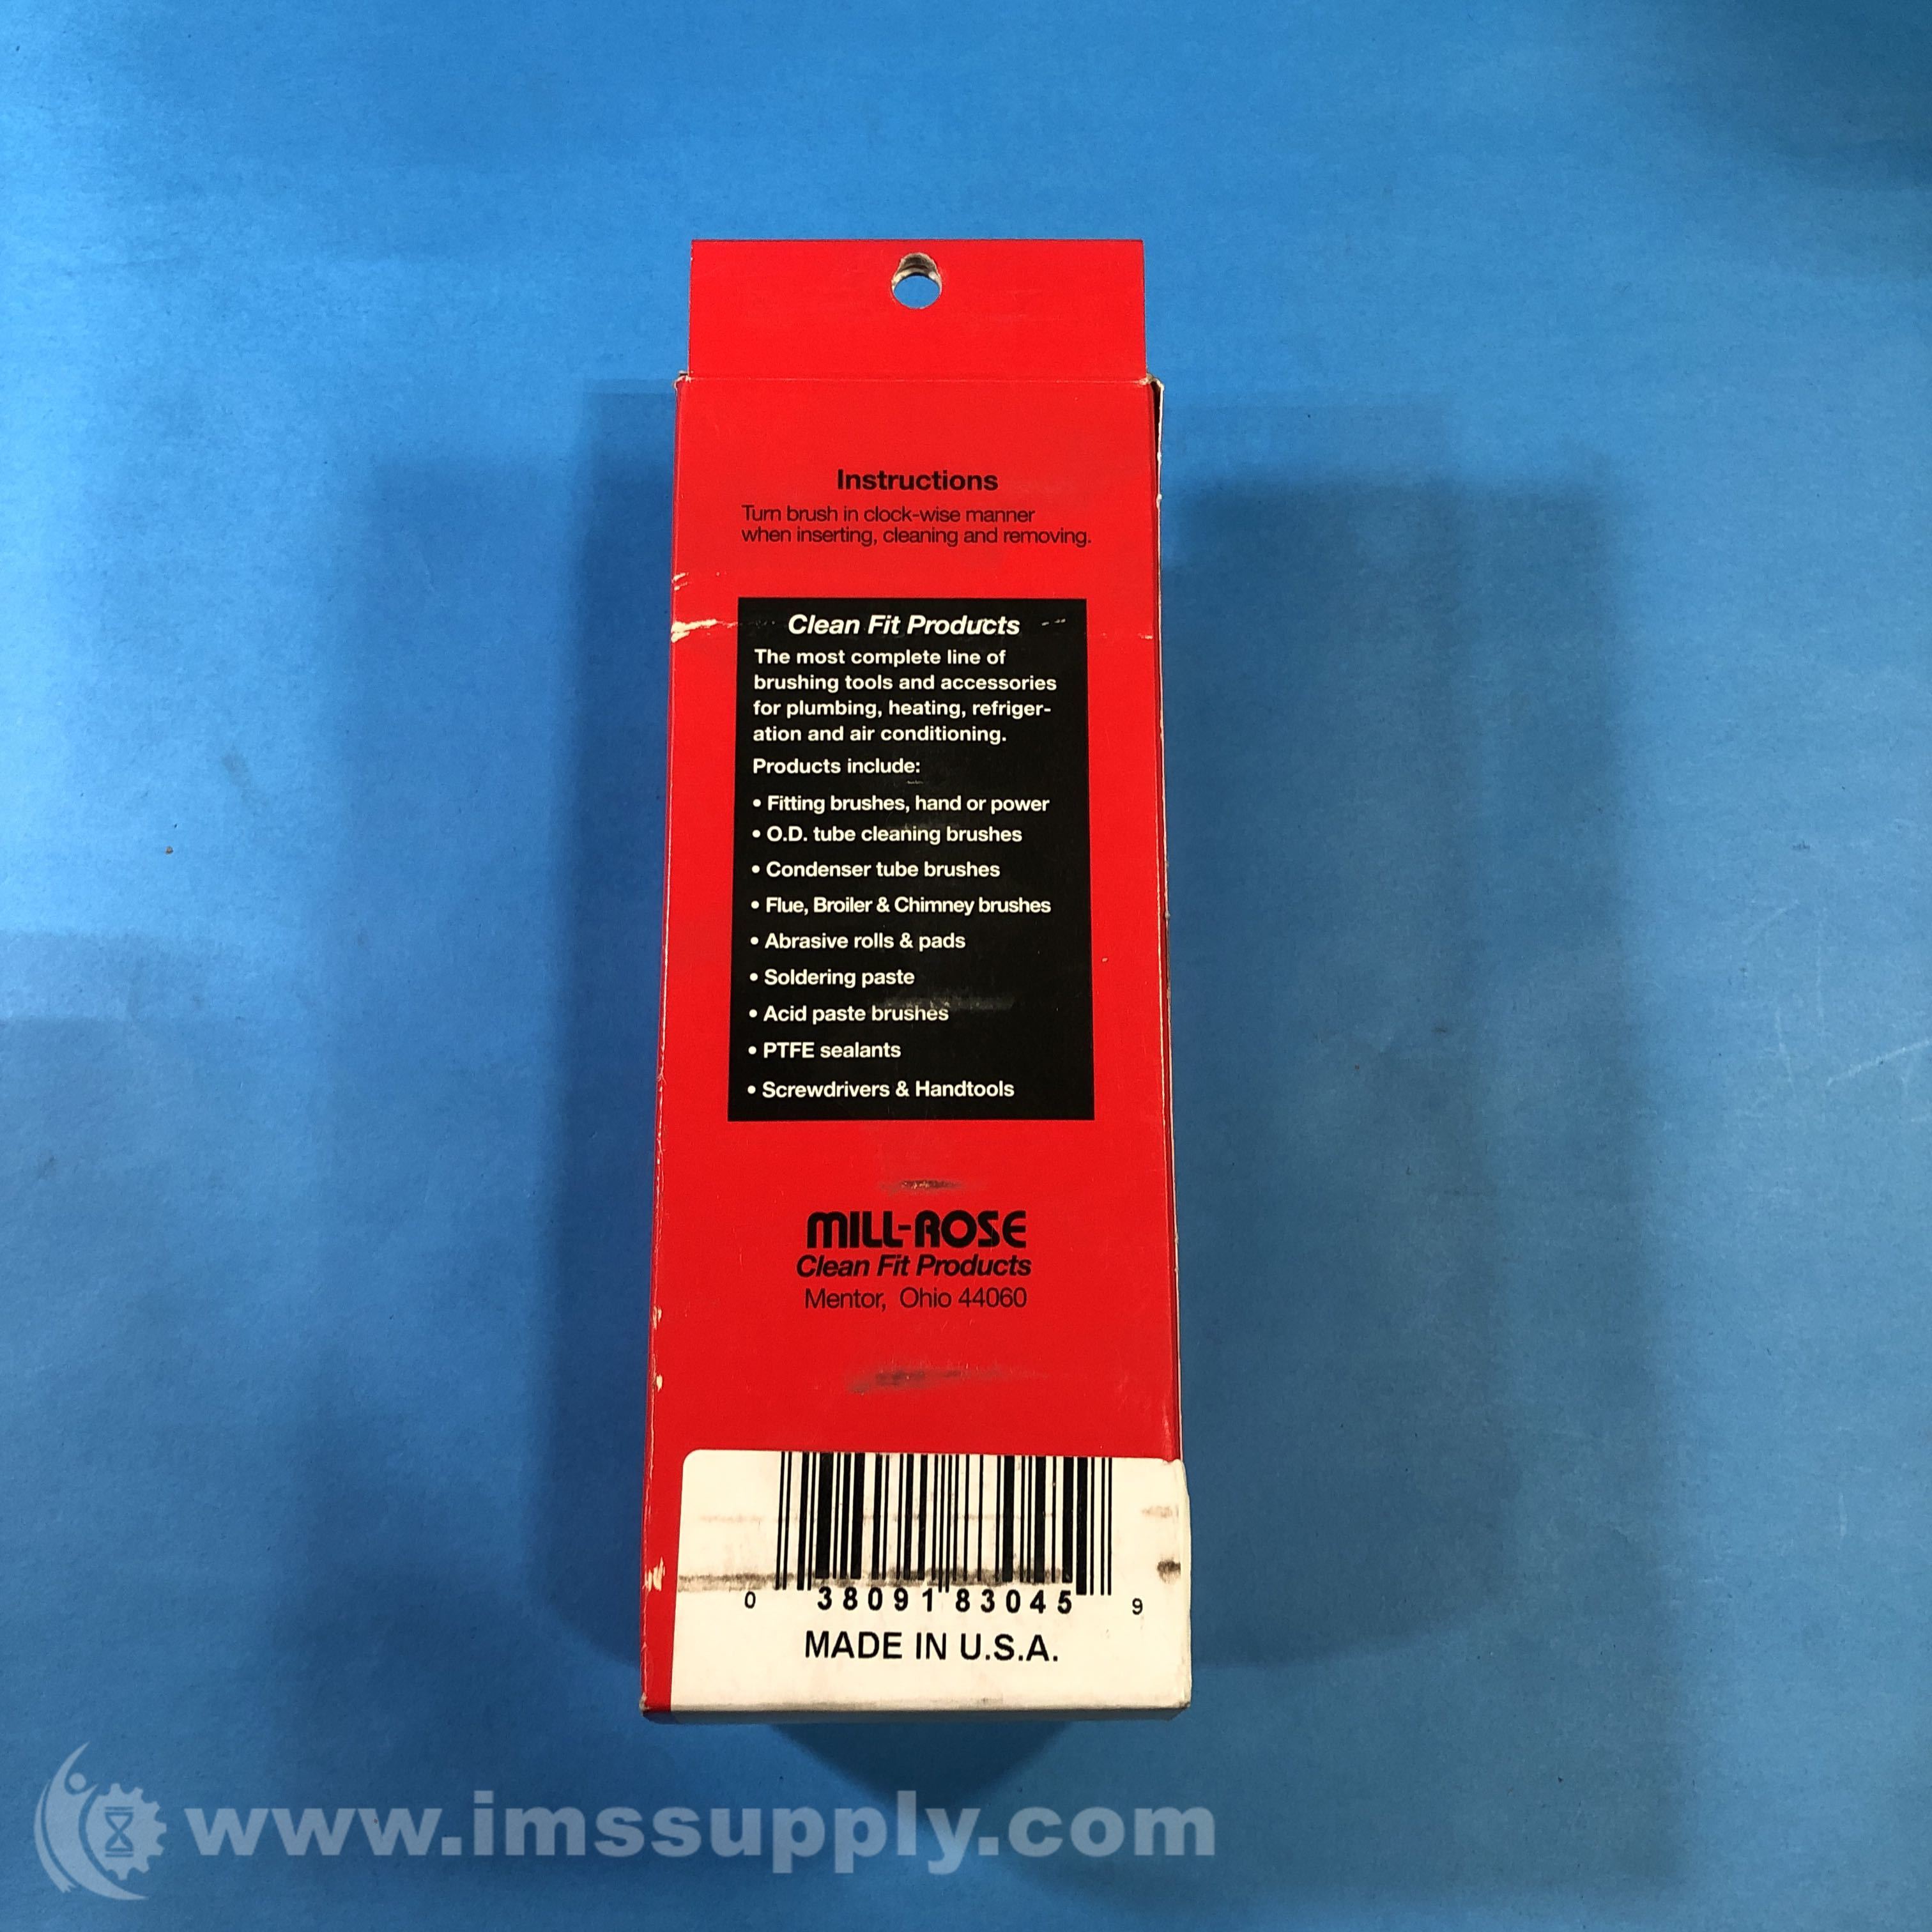 Instructions
Turn brush in clock-wise manner
when inserting, cleaning and removing.
Clean Fit Products
The most complete line of
brushing tools and accessories
for plumbing, heating, refriger-
ation and air conditioning.
Products include:
• Fitting brushes, hand or power
• O.D. tube cleaning brushes
• Condenser tube brushes
• Flue, Broiler & Chimney brushes
• Abrasive rolls & pads
• Soldering paste
• Acid paste brushes
• PTFE sealants
• Screwdrivers & Handtools
MILL-ROSE
Clean Fit Products
Mentor, Ohio 44060
0 38091 83045 9
MADE IN U.S.A.
www.imssupply.com